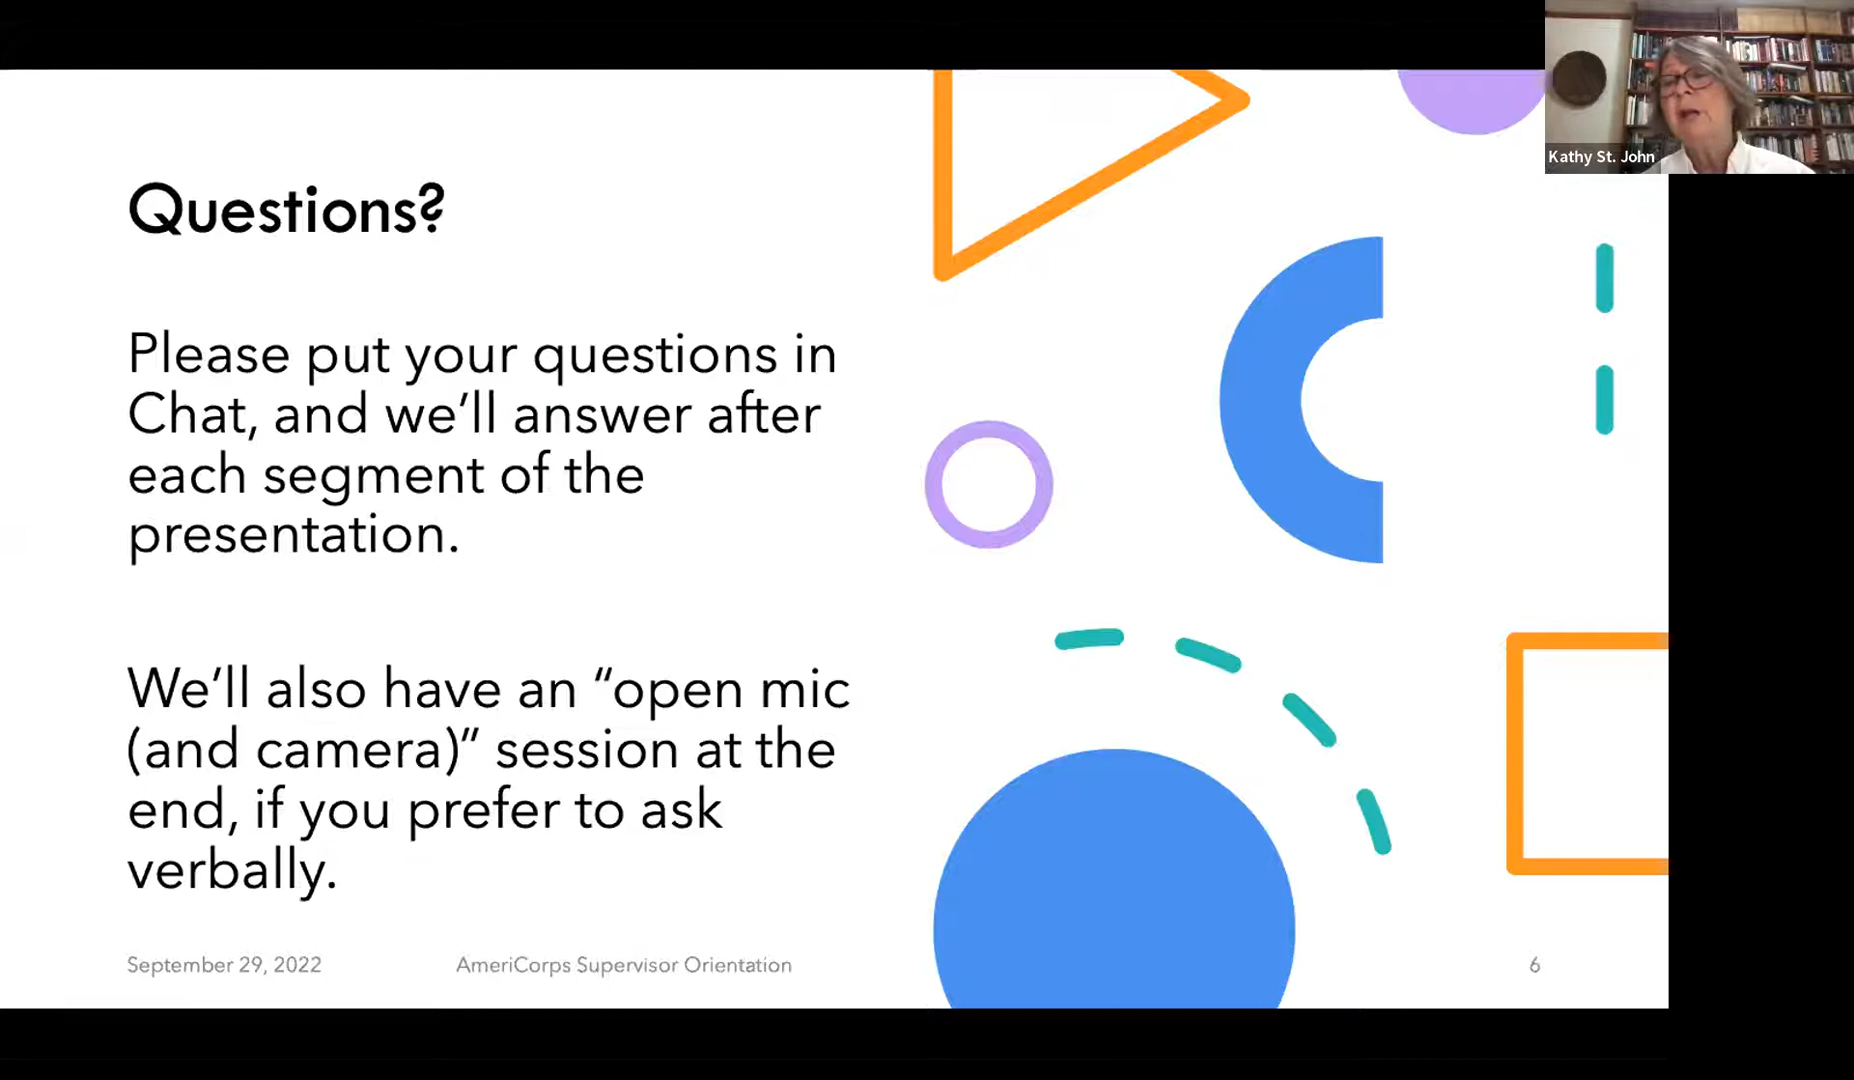 Kathy St. John
Questions?
Please put your questions in
Chat, and we’ll answer after
each segment of the
presentation.
We’ll also have an “open mic
(and camera)” session at the
end, if you prefer to ask
verbally.
September 29, 2022
AmeriCorps Supervisor Orientation
6